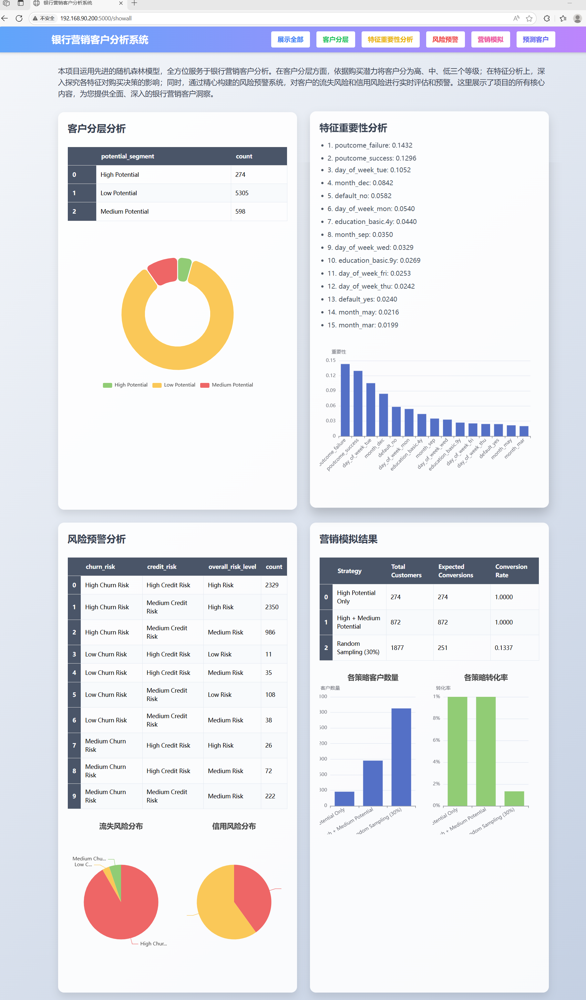 银行营销客户分析系统
不安全 192.168.90.200:5000/showall
银行营销客户分析系统
展示全部 客户分层 特征重要性分析 风险预警 营销模拟 预测客户
本项目运用先进的随机森林模型，全方位服务于银行营销客户分析。在客户分层方面，依据购买潜力将客户分为高、中、低三个等级；在特征分析上，深
入探究各特征对购买决策的影响；同时，通过精心构建的风险预警系统，对客户的流失风险和信用风险进行实时评估和预警。这里展示了项目的所有核心
内容，为您提供全面、深入的银行营销客户洞察。
客户分层分析
potential_segment count
0 High Potential 274
1 Low Potential 5305
2 Medium Potential 598
High Potential Low Potential Medium Potential
特征重要性分析
1. poutcome_failure: 0.1432
2. poutcome_success: 0.1296
3. day_of_week_tue: 0.1052
4. month_dec: 0.0842
5. default_no: 0.0582
6. day_of_week_mon: 0.0540
7. education_basic.4y: 0.0440
8. month_sep: 0.0350
9. day_of_week_wed: 0.0329
10. education_basic.9y: 0.0269
11. day_of_week_fri: 0.0253
12. day_of_week_thu: 0.0242
13. default_yes: 0.0240
14. month_may: 0.0216
15. month_mar: 0.0199
重要性
0.15
0.12
0.09
0.06
0.03
0
outcome_failure
poutcome_success
day_of_week_tue
month_dec
default_no
day_of_week_mon
education_basic.4y
month_sep
day_of_week_wed
education_basic.9y
day_of_week_fri
day_of_week_thu
default_yes
month_may
month_mar
风险预警分析
churn_risk credit_risk overall_risk_level count
0 High Churn Risk High Credit Risk High Risk 2329
1 High Churn Risk Medium Credit Risk High Risk 2350
2 High Churn Risk Medium Credit Risk Medium Risk 986
3 Low Churn Risk High Credit Risk Low Risk 11
4 Low Churn Risk High Credit Risk Medium Risk 35
5 Low Churn Risk Medium Credit Risk Low Risk 108
6 Low Churn Risk Medium Credit Risk Medium Risk 38
7 Medium Churn Risk High Credit Risk High Risk 26
8 Medium Churn Risk High Credit Risk Medium Risk 72
9 Medium Churn Risk Medium Credit Risk Medium Risk 222
流失风险分布 信用风险分布
Medium Chu...
Low C...
High Chur...
营销模拟结果
Strategy Total Customers Expected Conversions Conversion Rate
0 High Potential Only 274 274 1.0000
1 High + Medium Potential 872 872 1.0000
2 Random Sampling (30%) 1877 251 0.1337
各策略客户数量
客户数量
100
300
500
200
900
600
300
0
otential Only
gh + Medium Potential
ndom Sampling (30%)
各策略转化率
转化率
1%
8%
6%
4%
2%
0%
otential Only
gh + Medium Potential
ndom Sampling (30%)